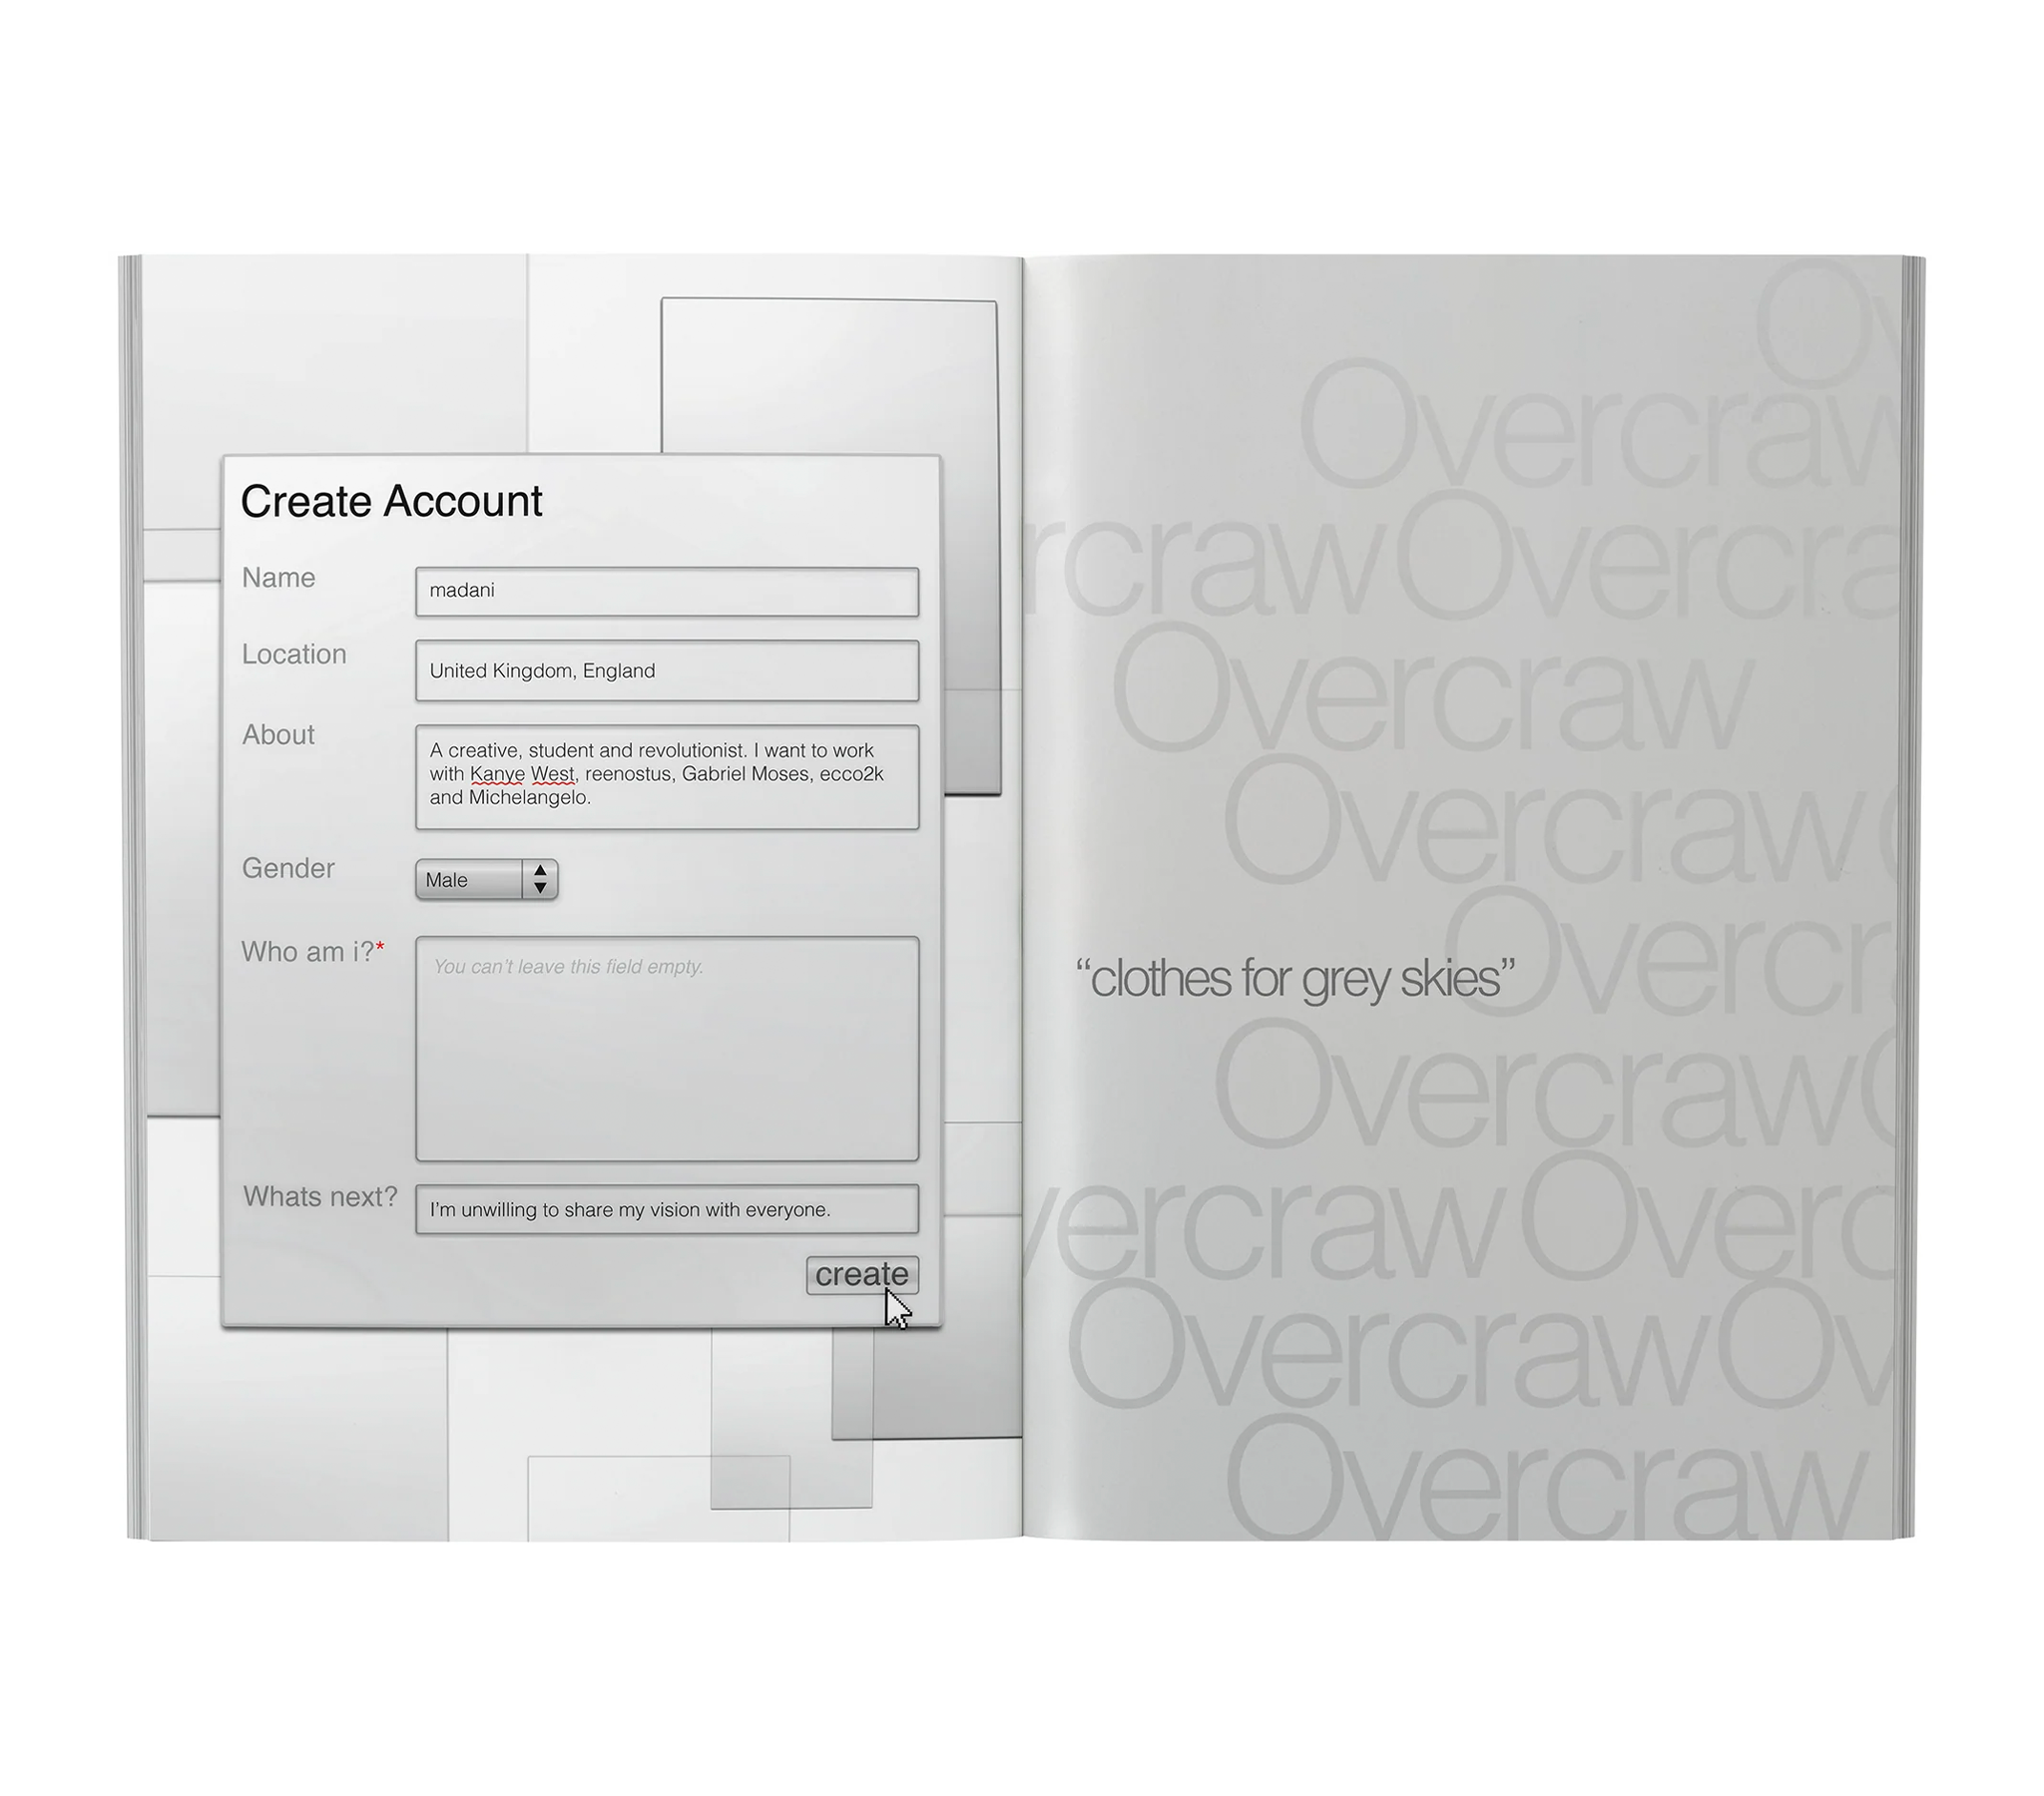 Create Account
Name
madani
Location
United Kingdom, England
About
A creative, student and revolutionist. I want to work
with Kanye West, reenostus, Gabriel Moses, ecco2k
and Michelangelo.
Gender
Male
Who am i?*
You can't leave this field empty.
Whats next?
I'm unwilling to share my vision with everyone.
create
Ov
Overcraw
rcraw Overcra
Overcraw
Overcraw
Overcr
“clothes for grey skies”
Overcraw
vercraw Overc
Overcraw Ov
Overcraw